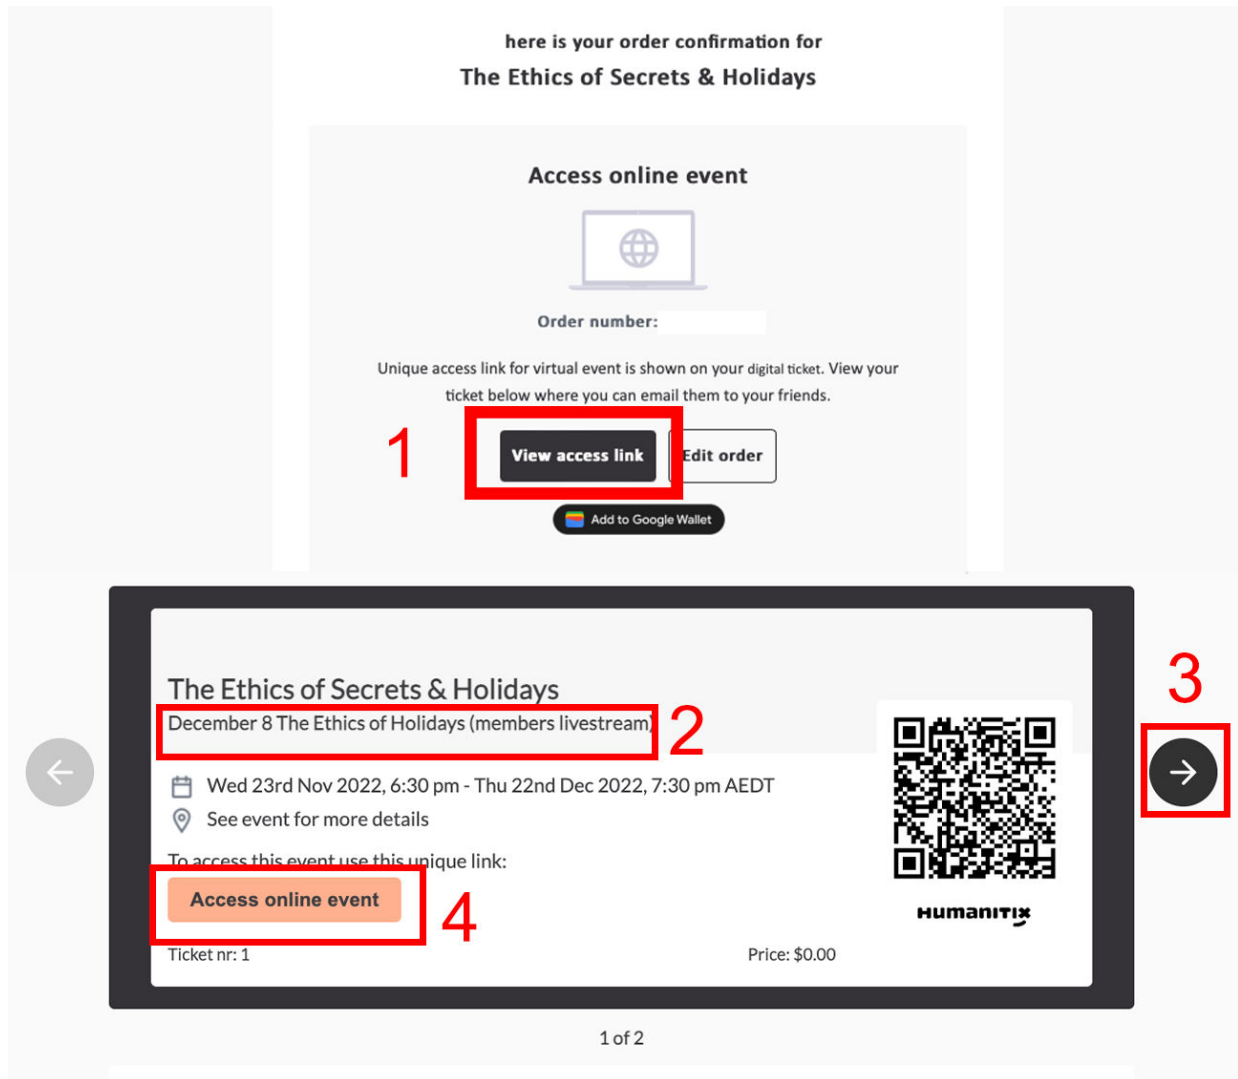 here is your order confirmation for
The Ethics of Secrets & Holidays
Access online event
Order number:
Unique access link for virtual event is shown on your digital ticket. View your
ticket below where you can email them to your friends.
1
View access link
Edit order
Add to Google Wallet
The Ethics of Secrets & Holidays
December 8 The Ethics of Holidays (members livestream)
2
3
Wed 23rd Nov 2022, 6:30 pm - Thu 22nd Dec 2022, 7:30 pm AEDT
See event for more details
To access this event use this unique link:
Access online event
4
Humanitix
Ticket nr: 1
Price: $0.00
1 of 2